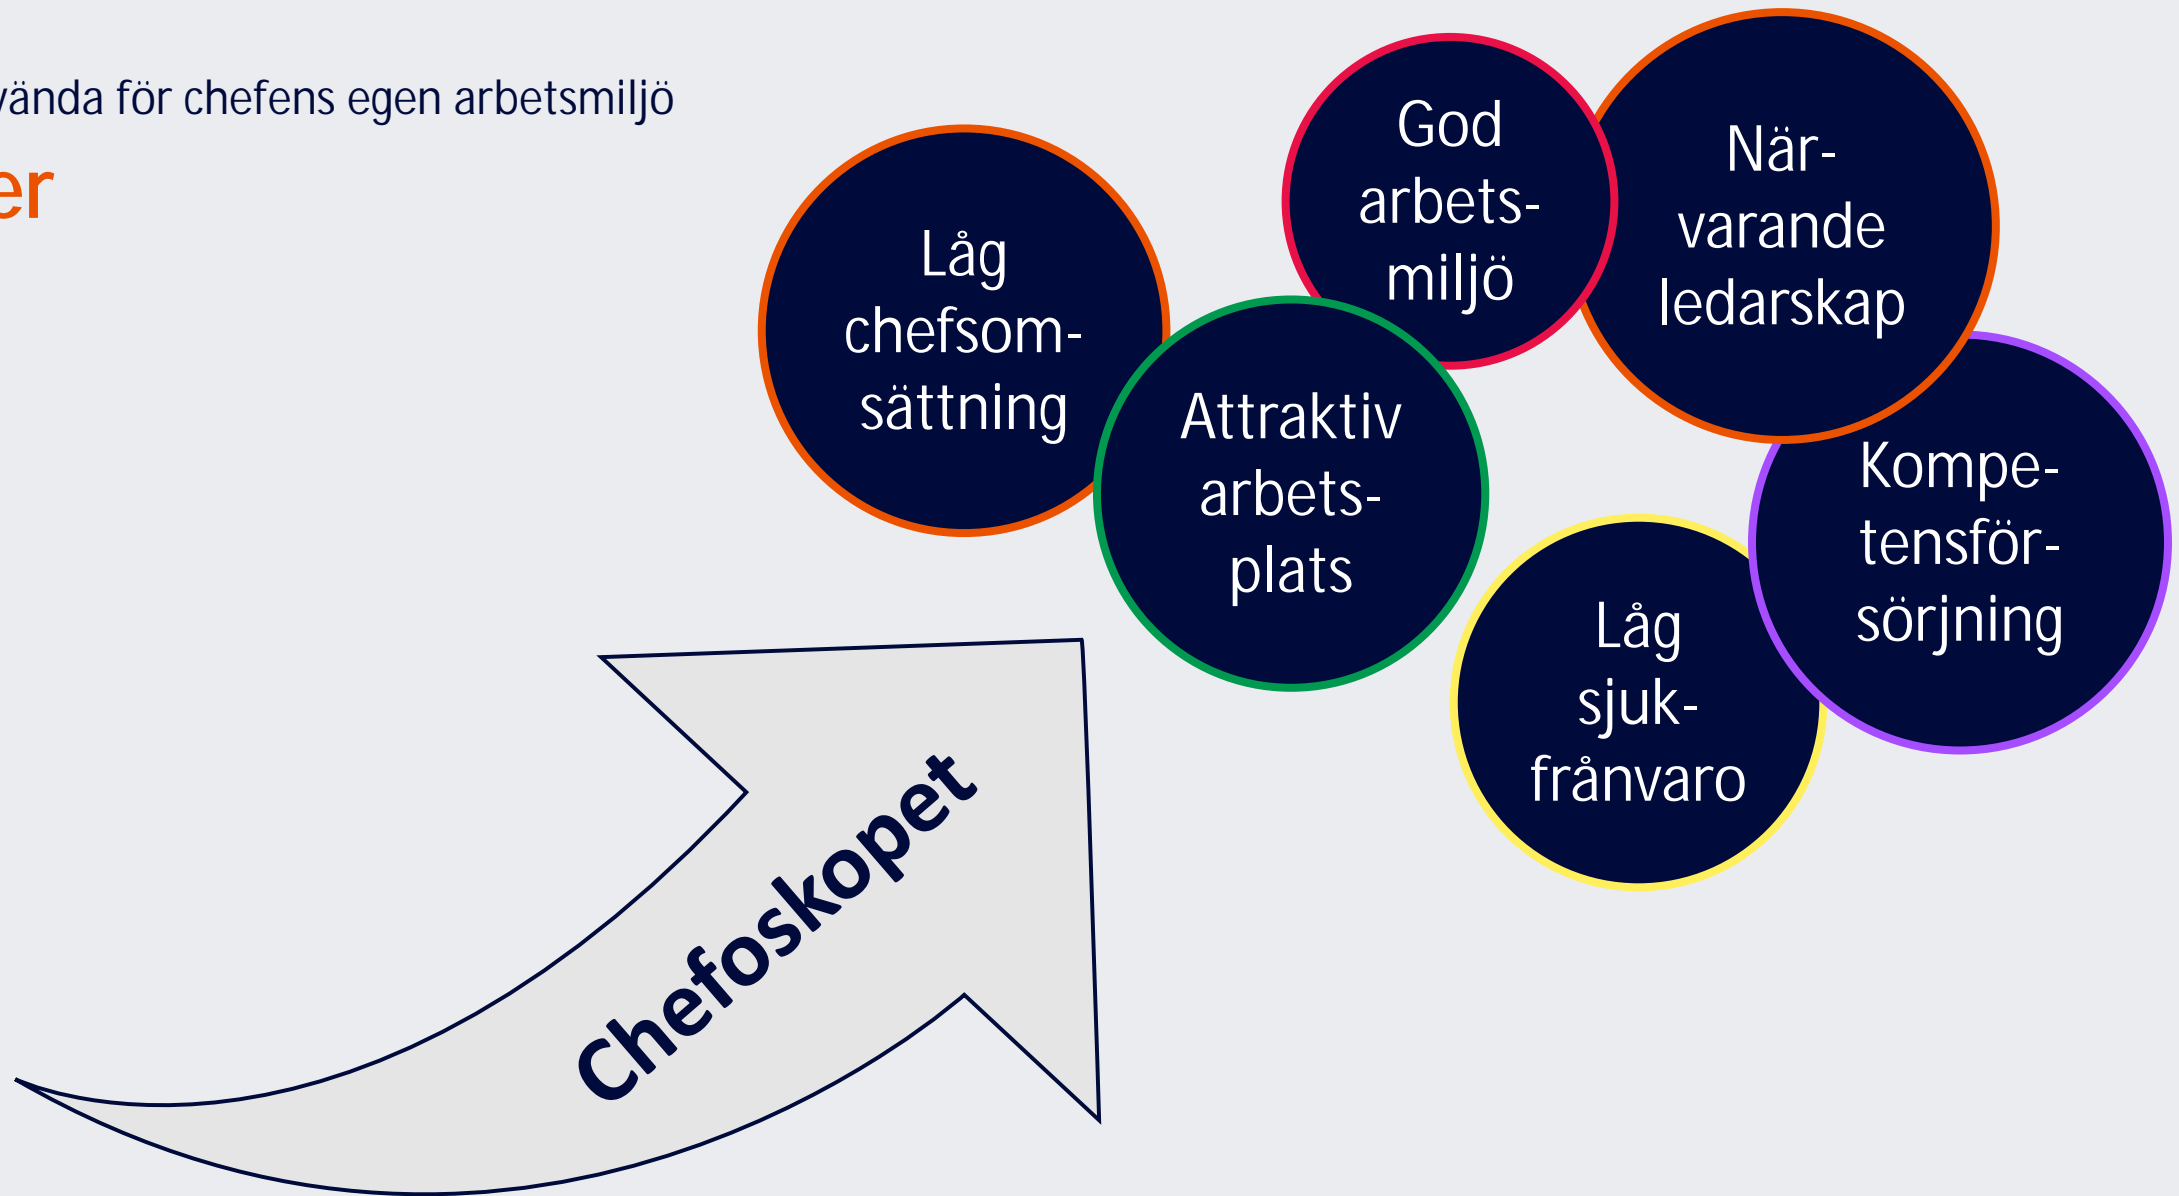 vända för chefens egen arbetsmiljö
er
Låg
chefsom-
sättning
God
arbets-
miljö
När-
varande
ledarskap
Attraktiv
arbets-
plats
Kompe-
tensför-
sörjning
Låg
sjuk-
frånvaro
Chefoskopet